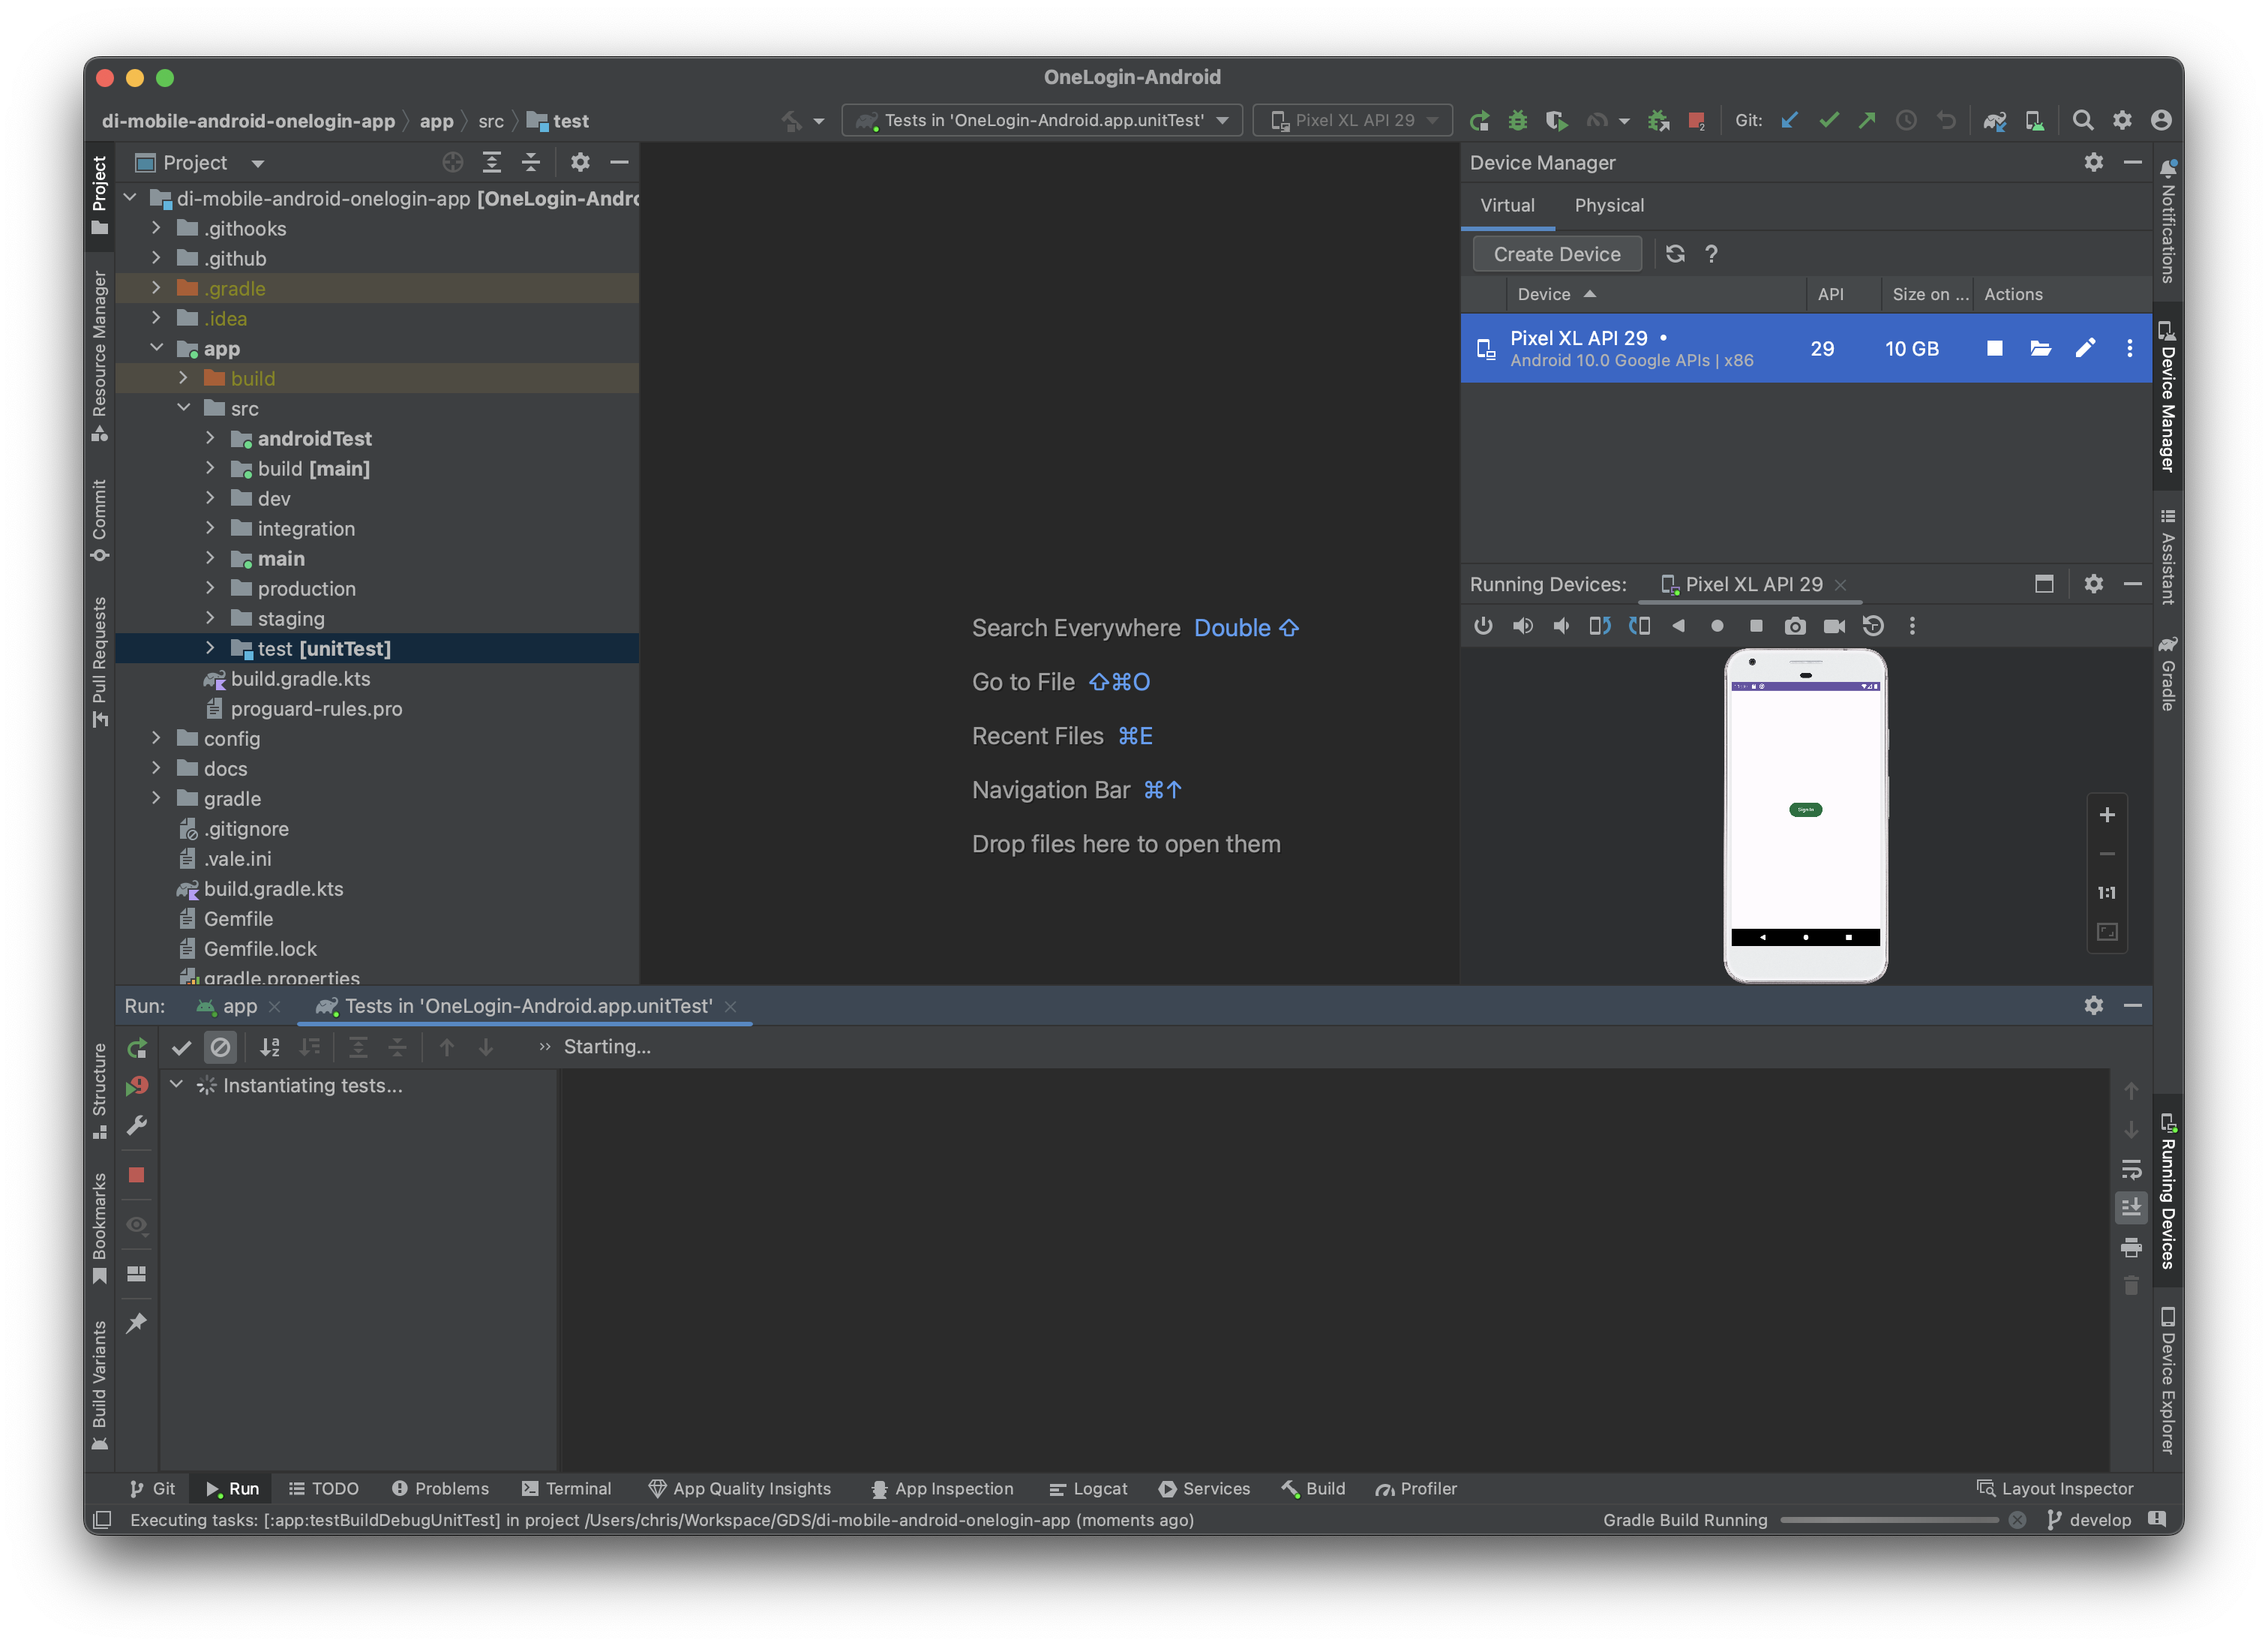 OneLogin-Android
di-mobile-android-onelogin-app
app
src
test
Tests in 'OneLogin-Android.app.unitTest'
Pixel XL API 29
2
Git:
Project
Project
Resource Manager
Commit
Pull Requests
Structure
Bookmarks
Build Variants
di-mobile-android-onelogin-app [OneLogin-Andro
.githooks
.github
.gradle
.idea
app
build
src
androidTest
build [main]
dev
integration
main
production
staging
test [unitTest]
build.gradle.kts
proguard-rules.pro
config
docs
gradle
.gitignore
.vale.ini
build.gradle.kts
Gemfile
Gemfile.lock
gradle.properties
Search Everywhere Double ⇧
Go to File ⇧⌘O
Recent Files ⌘E
Navigation Bar ⌘↑
Drop files here to open them
Device Manager
Virtual
Physical
Create Device
?
Device
API
Size on ...
Actions
Pixel XL API 29 •
Android 10.0 Google APIs | x86
29
10 GB
Running Devices:
Pixel XL API 29
Sign in
1:1
Notifications
Device Manager
Assistant
Gradle
Running Devices
Device Explorer
Run:
app
Tests in 'OneLogin-Android.app.unitTest'
» Starting...
Instantiating tests...
Git
Run
TODO
Problems
Terminal
App Quality Insights
App Inspection
Logcat
Services
Build
Profiler
Layout Inspector
Executing tasks: [:app:testBuildDebugUnitTest] in project /Users/chris/Workspace/GDS/di-mobile-android-onelogin-app (moments ago)
Gradle Build Running
develop